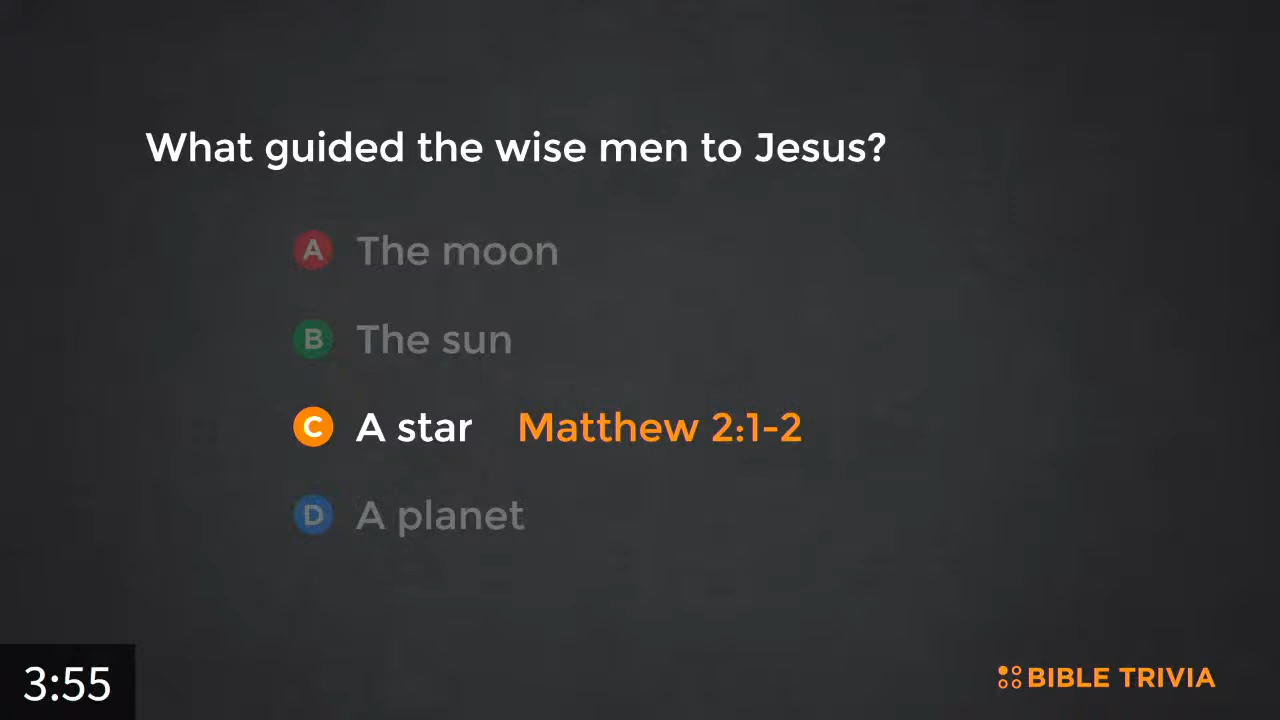 What guided the wise men to Jesus?
A The moon
B The sun
C A star Matthew 2:1-2
D A planet
3:55
BIBLE TRIVIA